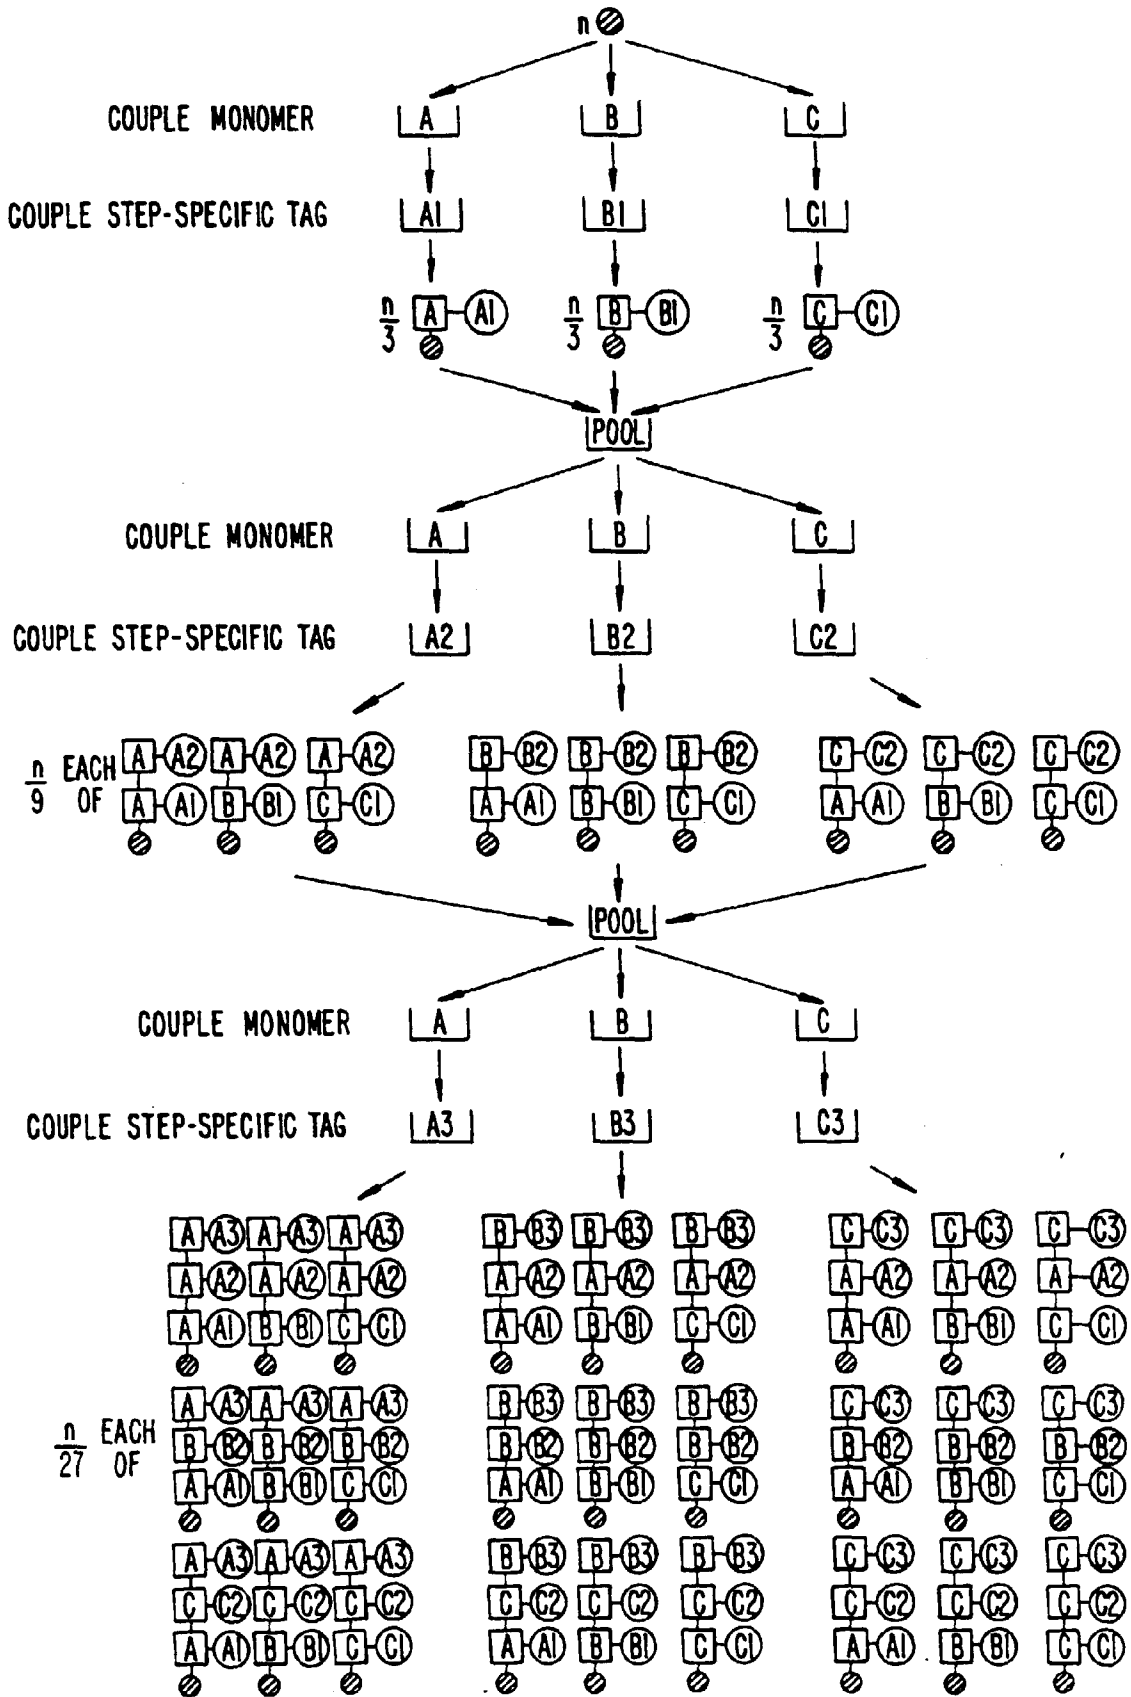 n
COUPLE MONOMER A B C
COUPLE STEP-SPECIFIC TAG A1 B1 C1
n/3 A A1 n/3 B B1 n/3 C C1
POOL
COUPLE MONOMER A B C
COUPLE STEP-SPECIFIC TAG A2 B2 C2
n/9 EACH OF
A A2 A A2 A A2 B B2 B B2 B B2 C C2 C C2 C C2
A A1 B B1 C C1 A A1 B B1 C C1 A A1 B B1 C C1
POOL
COUPLE MONOMER A B C
COUPLE STEP-SPECIFIC TAG A3 B3 C3
A A3 A A3 A A3 B B3 B B3 B B3 C C3 C C3 C C3
A A2 A A2 A A2 A A2 A A2 A A2 A A2 A A2 A A2
A A1 B B1 C C1 A A1 B B1 C C1 A A1 B B1 C C1
n/27 EACH OF
A A3 A A3 A A3 B B3 B B3 B B3 C C3 C C3 C C3
B B2 B B2 B B2 B B2 B B2 B B2 B B2 B B2 B B2
A A1 B B1 C C1 A A1 B B1 C C1 A A1 B B1 C C1
A A3 A A3 A A3 B B3 B B3 B B3 C C3 C C3 C C3
C C2 C C2 C C2 C C2 C C2 C C2 C C2 C C2 C C2
A A1 B B1 C C1 A A1 B B1 C C1 A A1 B B1 C C1